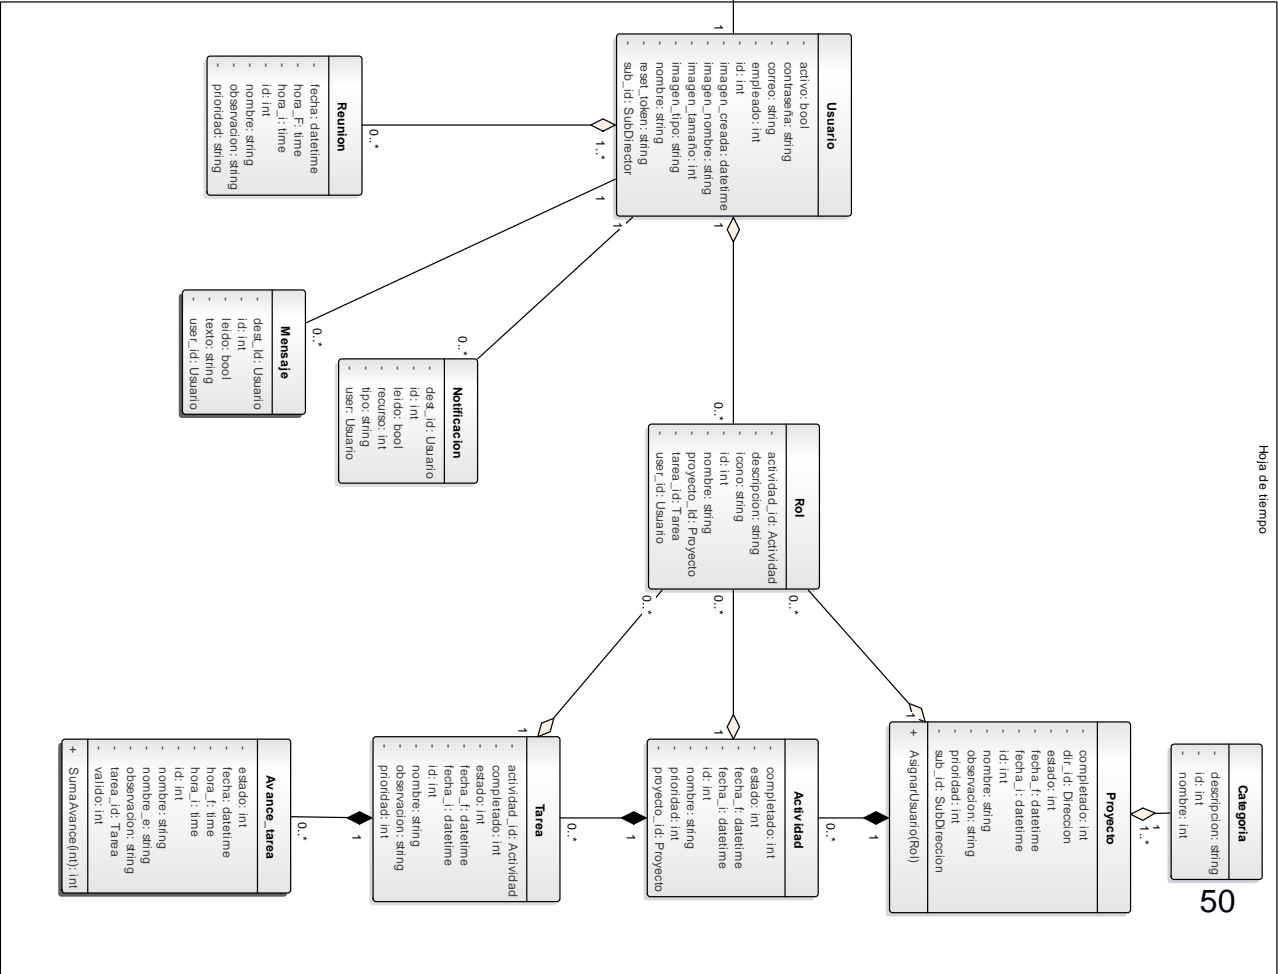 Hoja de tiempo
50
1
Usuario
- activo: bool
- contraseña: string
- correo: string
- empleado: int
- id: int
- imagen_creada: datetime
- imagen_nombre: string
- imagen_tamaño: int
- imagen_tipo: string
- nombre: string
- reset_token: string
- sub_id: SubDirector
1..*
0..*
Reunion
- fecha: datetime
- hora_F: time
- hora_i: time
- id: int
- nombre: string
- observacion: string
- prioridad: string
1
0..*
Mensaje
- dest_Id: Usuario
- id: int
- leido: bool
- texto: string
- user_id: Usuario
1
0..*
Notificacion
- dest_id: Usuario
- id: int
- leido: bool
- recurso: int
- tipo: string
- user: Usuario
1
0..*
Rol
- actividad_id: Actividad
- descripcion: string
- icono: string
- id: int
- nombre: string
- proyecto_Id: Proyecto
- tarea_id: Tarea
- user_id: Usuario
0..*
0..*
0..*
1
1
1
Categoria
- descripcion: string
- id: int
- nombre: int
1
1..*
Proyecto
- completado: int
- dir_id: Direccion
- estado: int
- fecha_f: datetime
- fecha_i: datetime
- id: int
- nombre: string
- observacion: string
- prioridad: int
- sub_id: SubDireccion
+ AsignarUsuario(Rol)
1
0..*
Actividad
- completado: int
- estado: int
- fecha_f: datetime
- fecha_i: datetime
- id: int
- nombre: string
- prioridad: int
- proyecto_id: Proyecto
1
0..*
Tarea
- actividad_id: Actividad
- completado: int
- estado: int
- fecha_f: datetime
- fecha_i: datetime
- id: int
- nombre: string
- observacion: string
- prioridad: int
1
0..*
Avance_tarea
- estado: int
- fecha: datetime
- hora_f: time
- hora_i: time
- id: int
- nombre: string
- nombre_e: string
- observacion: string
- tarea_id: Tarea
- valido: int
+ SumaAvance(int): int